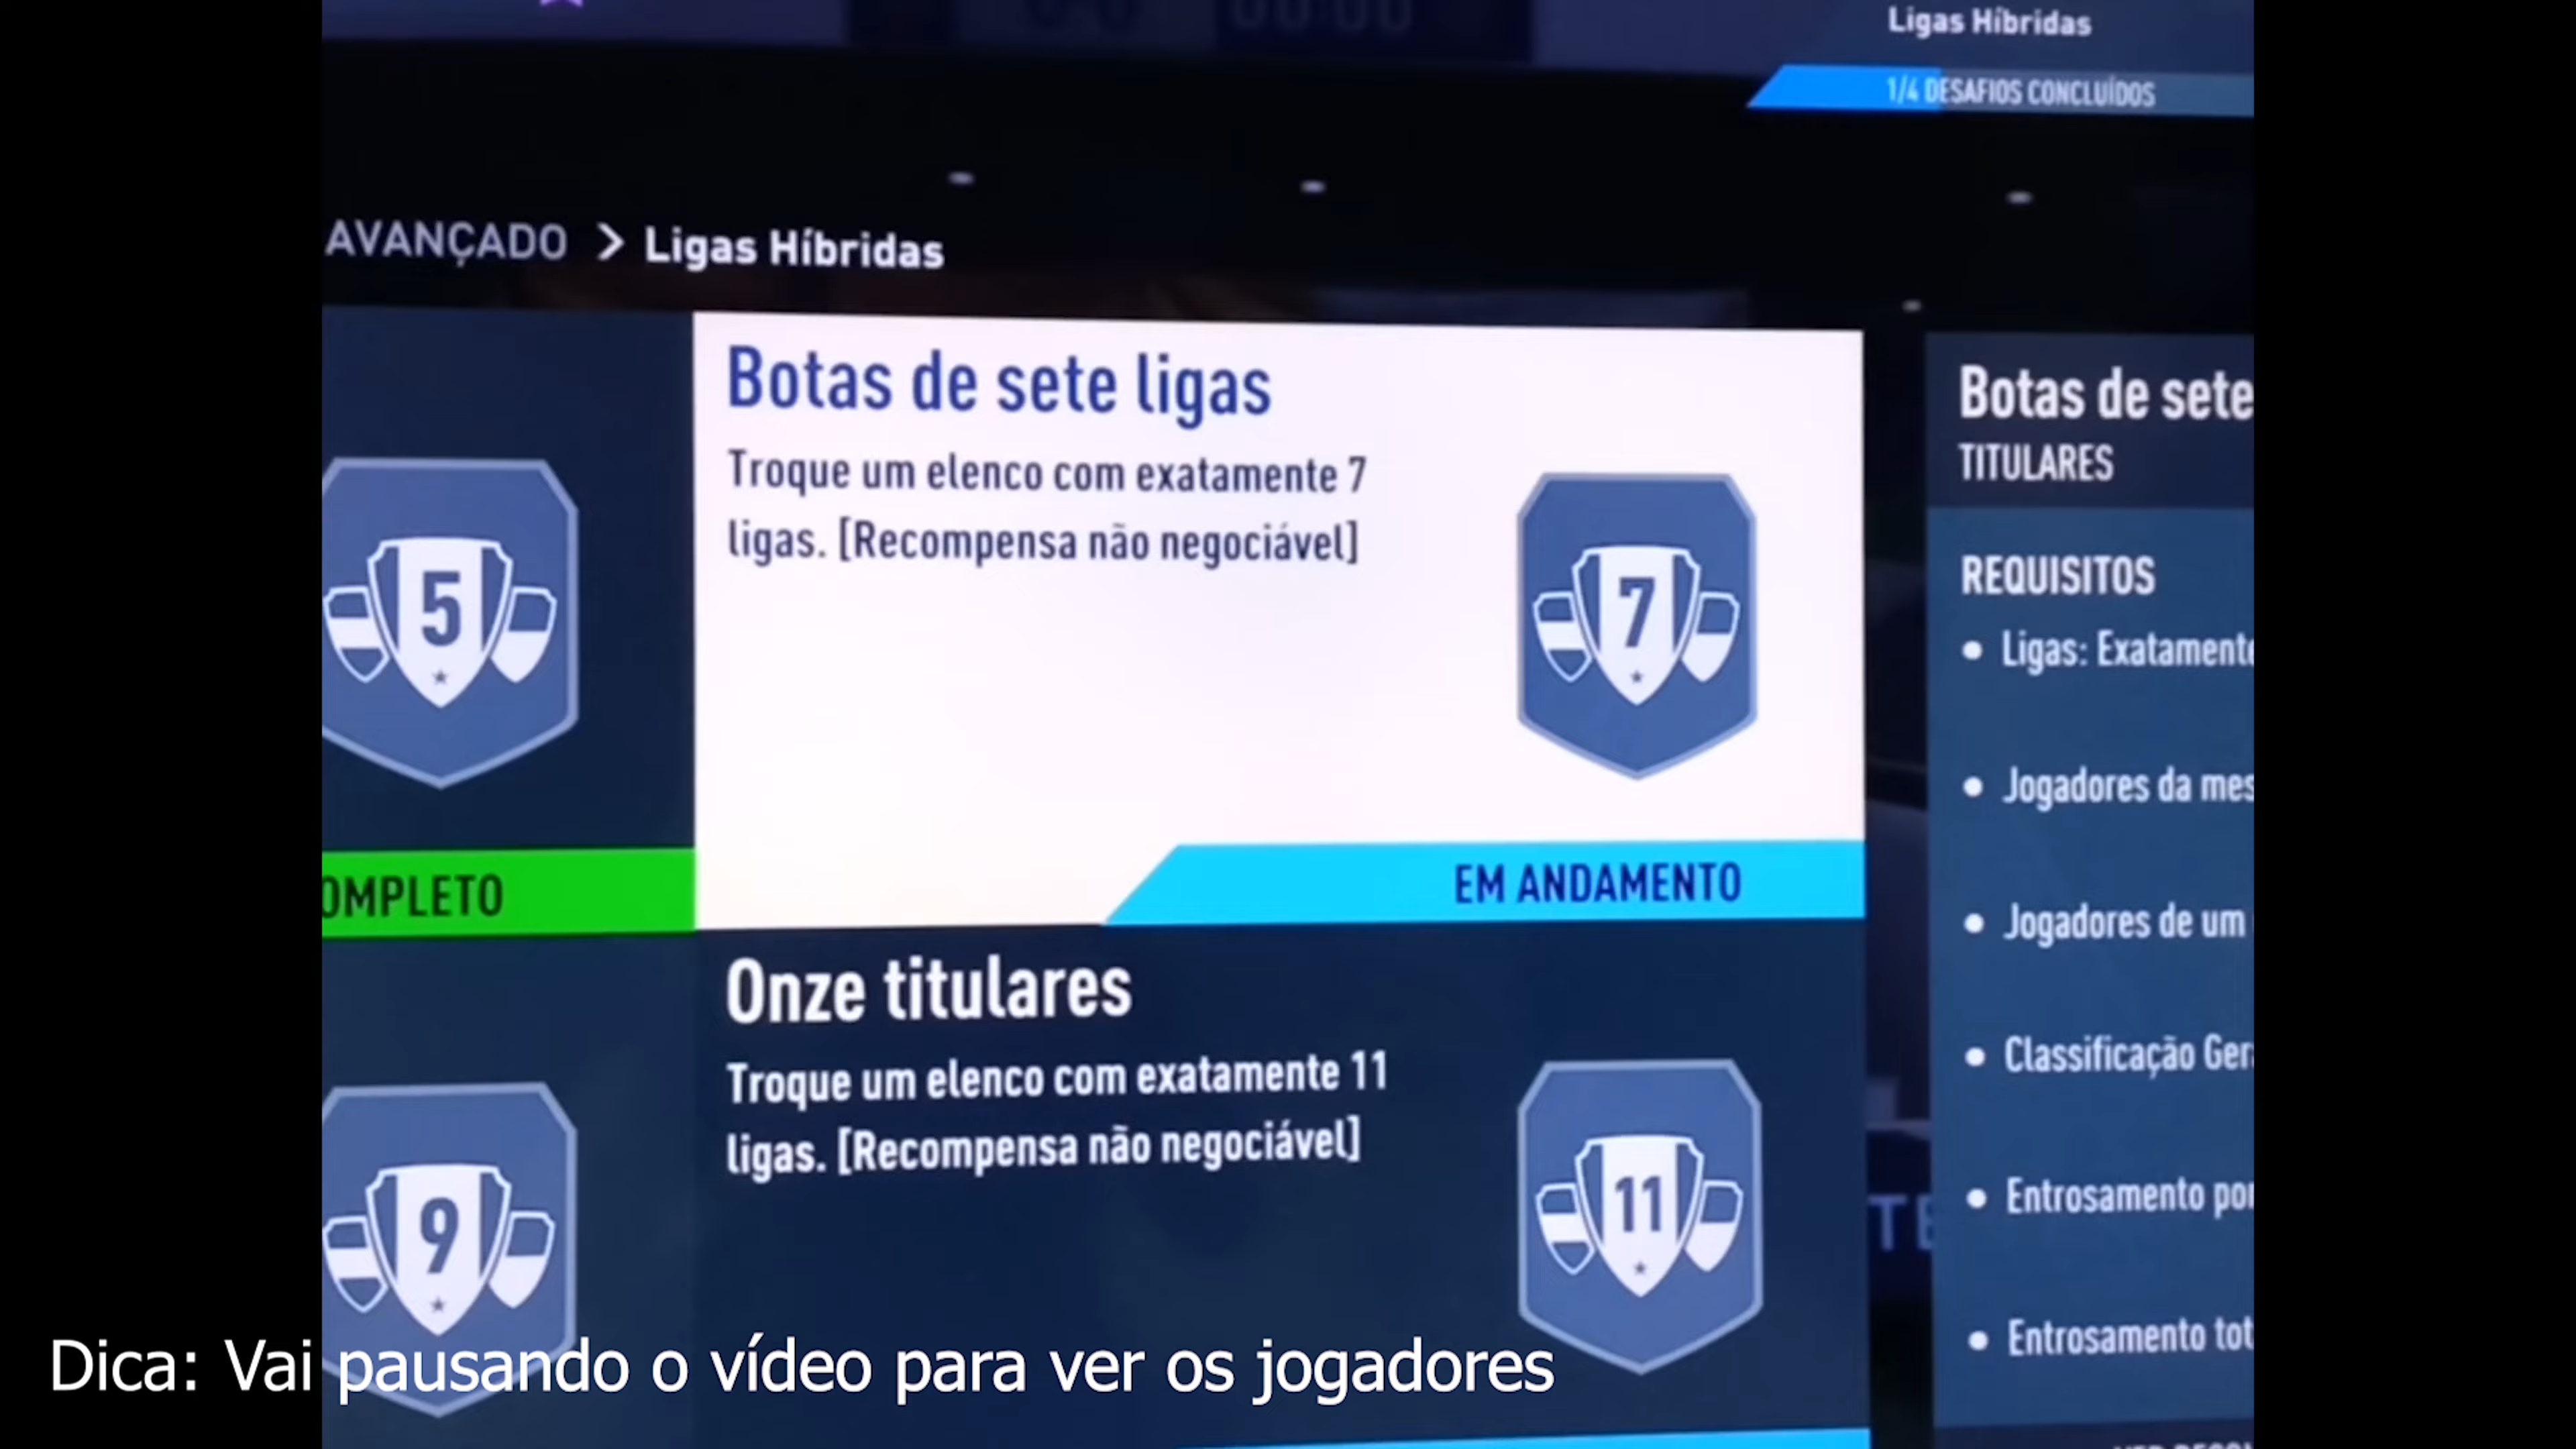 Ligas Híbridas
1/4 DESAFIOS CONCLUÍDOS
AVANÇADO > Ligas Híbridas
5
OMPLETO
Botas de sete ligas
Troque um elenco com exatamente 7
ligas. [Recompensa não negociável]
7
EM ANDAMENTO
9
Onze titulares
Troque um elenco com exatamente 11
ligas. [Recompensa não negociável]
11
Botas de sete
TITULARES
REQUISITOS
• Ligas: Exatamente
• Jogadores da mes
• Jogadores de um
• Classificação Ger
• Entrosamento por
• Entrosamento tot
Dica: Vai pausando o vídeo para ver os jogadores